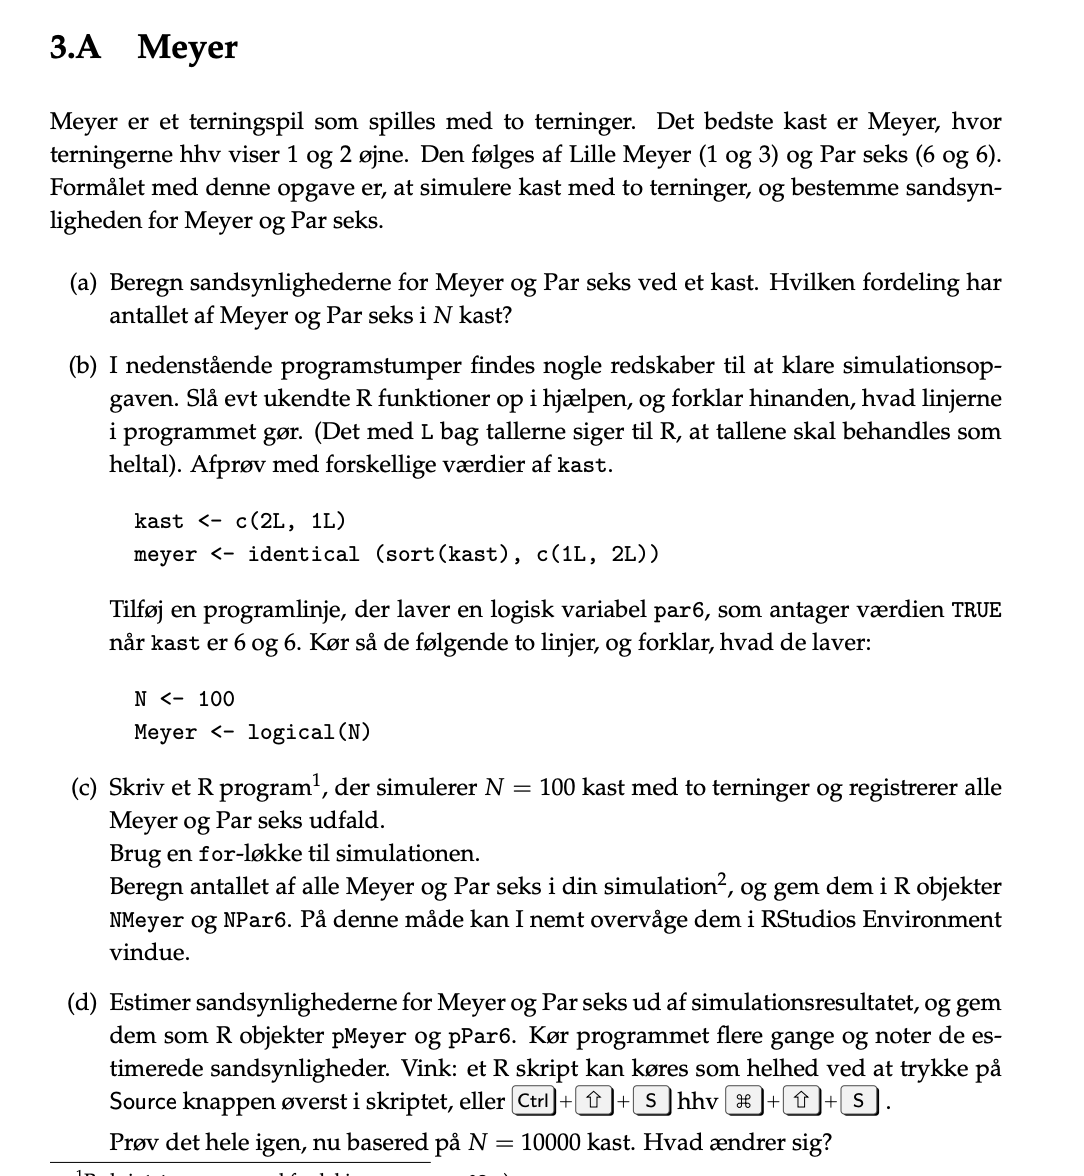 3.A Meyer
Meyer er et terningspil som spilles med to terninger. Det bedste kast er Meyer, hvor
terningerne hhv viser 1 og 2 øjne. Den følges af Lille Meyer (1 og 3) og Par seks (6 og 6).
Formålet med denne opgave er, at simulere kast med to terninger, og bestemme sandsyn-
ligheden for Meyer og Par seks.
(a) Beregn sandsynlighederne for Meyer og Par seks ved et kast. Hvilken fordeling har
antallet af Meyer og Par seks i N kast?
(b) I nedenstående programstumper findes nogle redskaber til at klare simulationsop-
gaven. Slå evt ukendte R funktioner op i hjælpen, og forklar hinanden, hvad linjerne
i programmet gør. (Det med L bag tallerne siger til R, at tallene skal behandles som
heltal). Afprøv med forskellige værdier af kast.
kast <- c(2L, 1L)
meyer <- identical (sort(kast), c(1L, 2L))
Tilføj en programlinje, der laver en logisk variabel par6, som antager værdien TRUE
når kast er 6 og 6. Kør så de følgende to linjer, og forklar, hvad de laver:
N <- 100
Meyer <- logical(N)
(c) Skriv et R program¹, der simulerer N = 100 kast med to terninger og registrerer alle
Meyer og Par seks udfald.
Brug en for-løkke til simulationen.
Beregn antallet af alle Meyer og Par seks i din simulation², og gem dem i R objekter
NMeyer og NPar6. På denne måde kan I nemt overvåge dem i RStudios Environment
vindue.
(d) Estimer sandsynlighederne for Meyer og Par seks ud af simulationsresultatet, og gem
dem som R objekter pMeyer og pPar6. Kør programmet flere gange og noter de es-
timerede sandsynligheder. Vink: et R skript kan køres som helhed ved at trykke på
Source knappen øverst i skriptet, eller Ctrl + ⇧ + S hhv ⌘ + ⇧ + S .
Prøv det hele igen, nu basered på N = 10000 kast. Hvad ændrer sig?